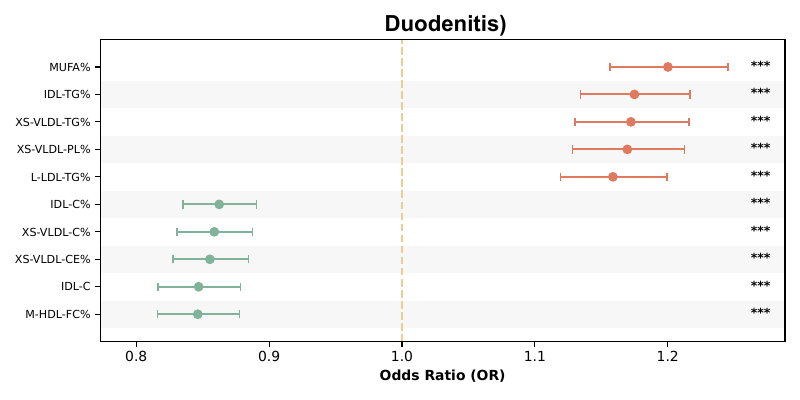 Duodenitis)
MUFA% ***
IDL-TG% ***
XS-VLDL-TG% ***
XS-VLDL-PL% ***
L-LDL-TG% ***
IDL-C% ***
XS-VLDL-C% ***
XS-VLDL-CE% ***
IDL-C ***
M-HDL-FC% ***
0.8 0.9 1.0 1.1 1.2
Odds Ratio (OR)